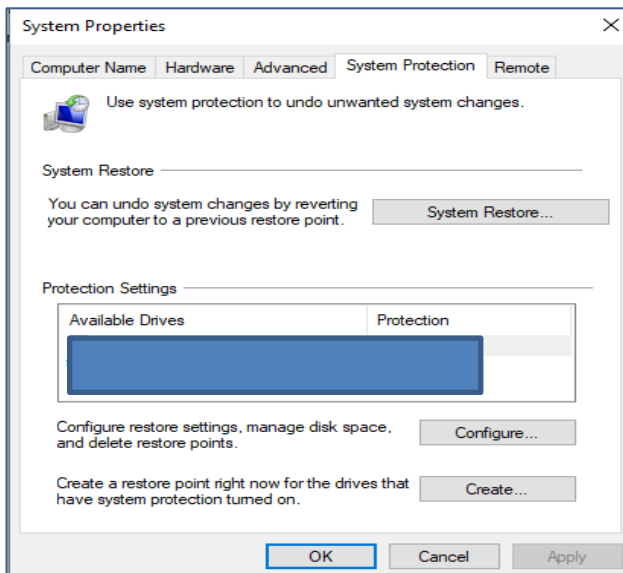 System Properties
Computer Name Hardware Advanced System Protection Remote
Use system protection to undo unwanted system changes.
System Restore
You can undo system changes by reverting
your computer to a previous restore point.
System Restore...
Protection Settings
Available Drives Protection
Configure restore settings, manage disk space,
and delete restore points.
Configure...
Create a restore point right now for the drives that
have system protection turned on.
Create...
OK Cancel Apply